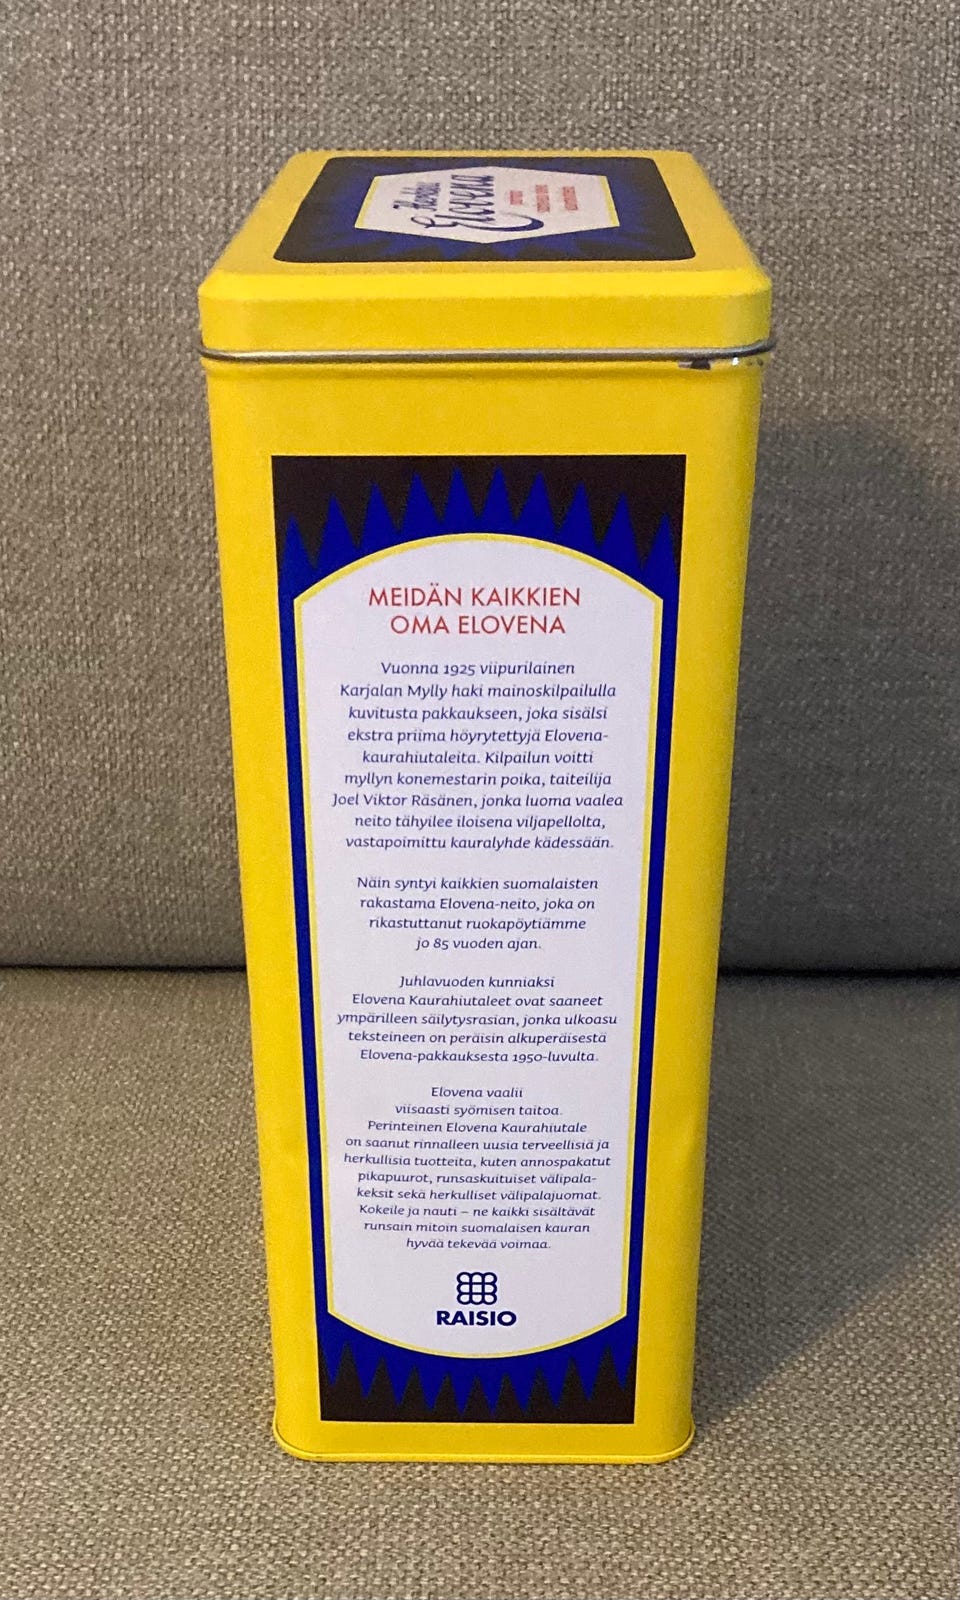 Herkku
Elovena
MEIDÄN KAIKKIEN
OMA ELOVENA
Vuonna 1925 viipurilainen
Karjalan Mylly haki mainoskilpailulla
kuvitusta pakkaukseen, joka sisälsi
ekstra priima höyrytettyjä Elovena-
kaurahiutaleita. Kilpailun voitti
myllyn konemestarin poika, taiteilija
Joel Viktor Räsänen, jonka luoma vaalea
neito tähyilee iloisena viljapellolta,
vastapoimittu kauralyhde kädessään.
Näin syntyi kaikkien suomalaisten
rakastama Elovena-neito, joka on
rikastuttanut ruokapöytiämme
jo 85 vuoden ajan.
Juhlavuoden kunniaksi
Elovena Kaurahiutaleet ovat saaneet
ympärilleen säilytysrasian, jonka ulkoasu
teksteineen on peräisin alkuperäisestä
Elovena-pakkauksesta 1950-luvulta.
Elovena vaalii
viisaasti syömisen taitoa.
Perinteinen Elovena Kaurahiutale
on saanut rinnalleen uusia terveellisiä ja
herkullisia tuotteita, kuten annospakatut
pikapuurot, runsaskuituiset välipala-
keksit sekä herkulliset välipalajuomat.
Kokeile ja nauti – ne kaikki sisältävät
runsain mitoin suomalaisen kauran
hyvää tekevää voimaa.
RAISIO